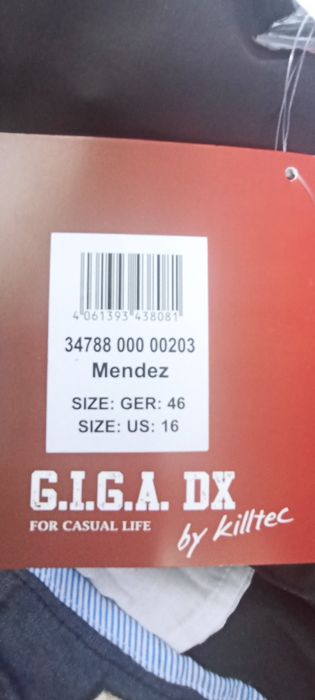 4 061393 438081
34788 000 00203
Mendez
SIZE: GER: 46
SIZE: US: 16
G.I.G.A. DX
FOR CASUAL LIFE
by killtec